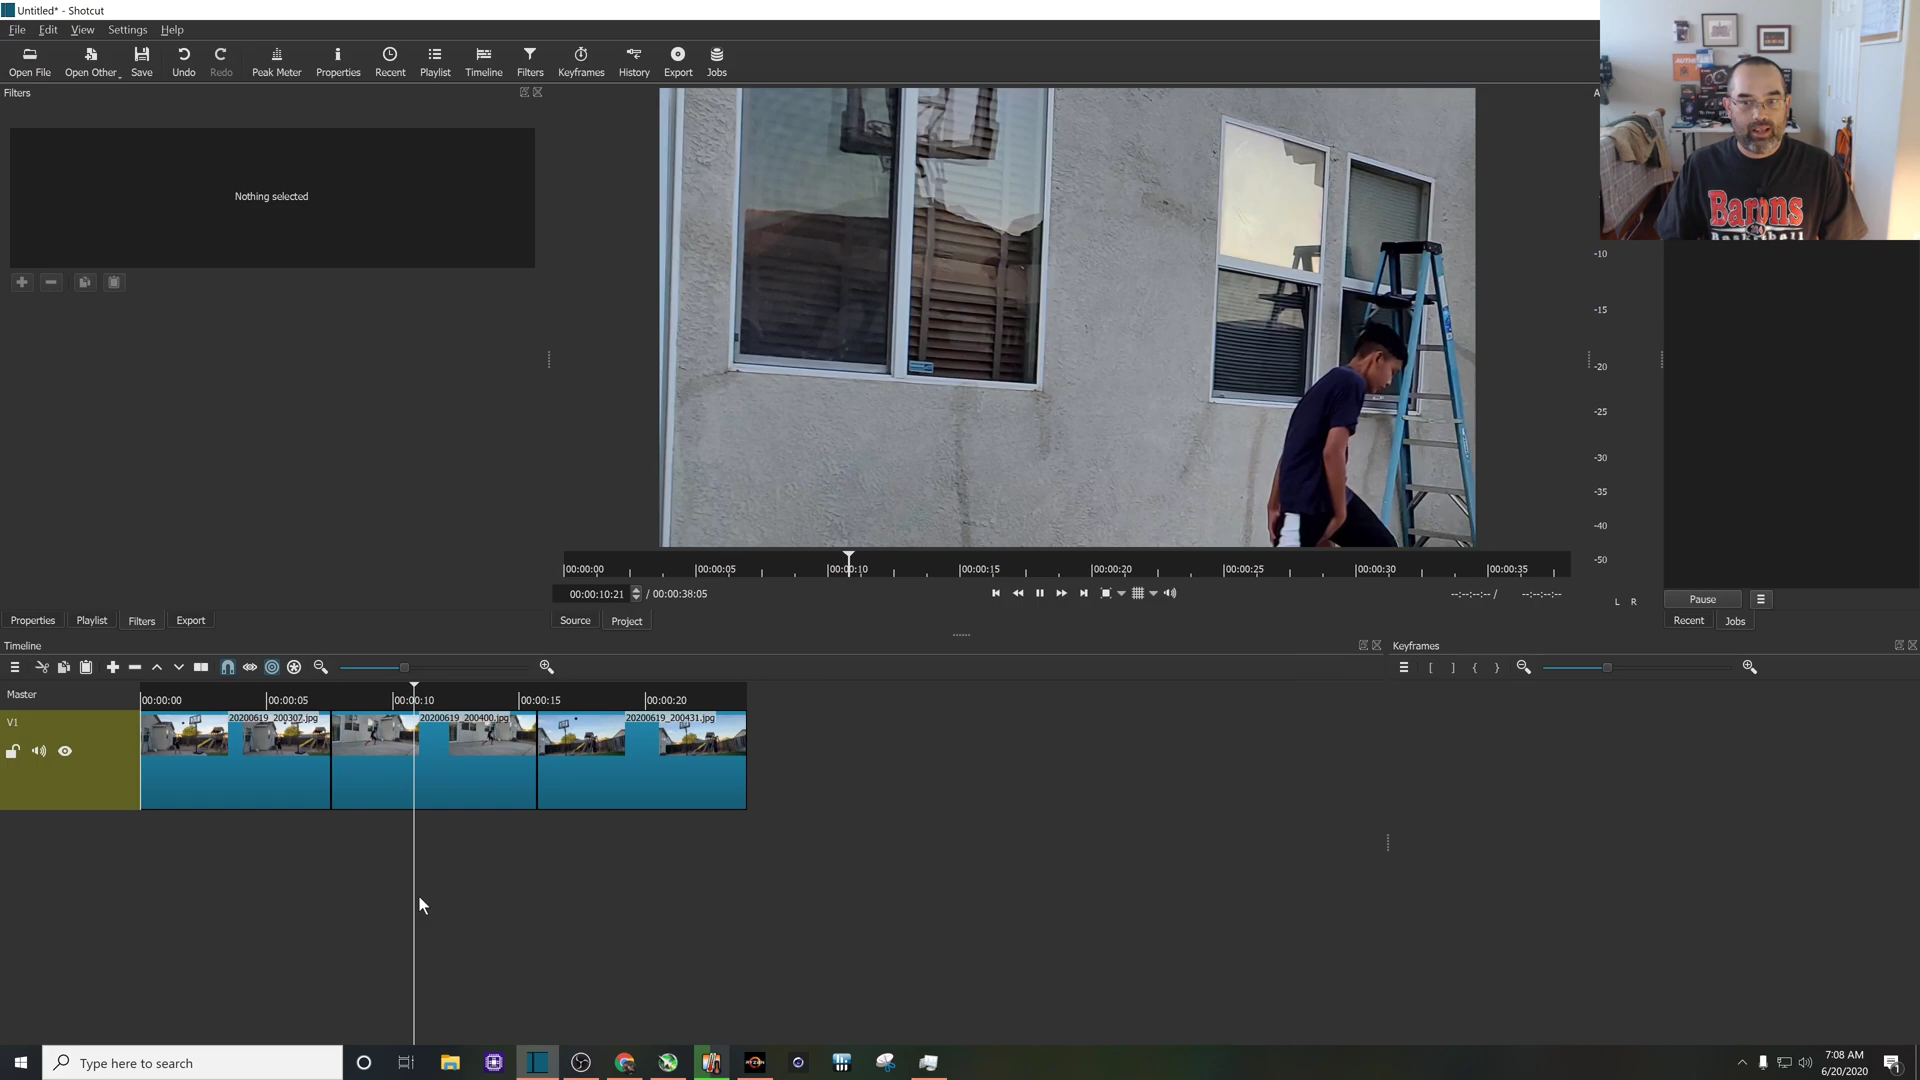 Untitled* - Shotcut
File Edit View Settings Help
Open File Open Other Save Undo Redo Peak Meter Properties Recent Playlist Timeline Filters Keyframes History Export Jobs
Filters
Nothing selected
A
Barons
Basketball
-10
-15
-20
-25
-30
-35
-40
-50
L R
00:00:00 00:00:05 00:00:10 00:00:15 00:00:20 00:00:25 00:00:30 00:00:35
00:00:10:21 / 00:00:38:05
--:--:--:-- / --:--:--:--
Pause
Properties Playlist Filters Export
Source Project
Recent Jobs
Timeline
Keyframes
Master
00:00:00 00:00:05 00:00:10 00:00:15 00:00:20
V1
20200619_200307.jpg 20200619_200400.jpg 20200619_200431.jpg
Type here to search
RYZEN
7:08 AM
6/20/2020
1